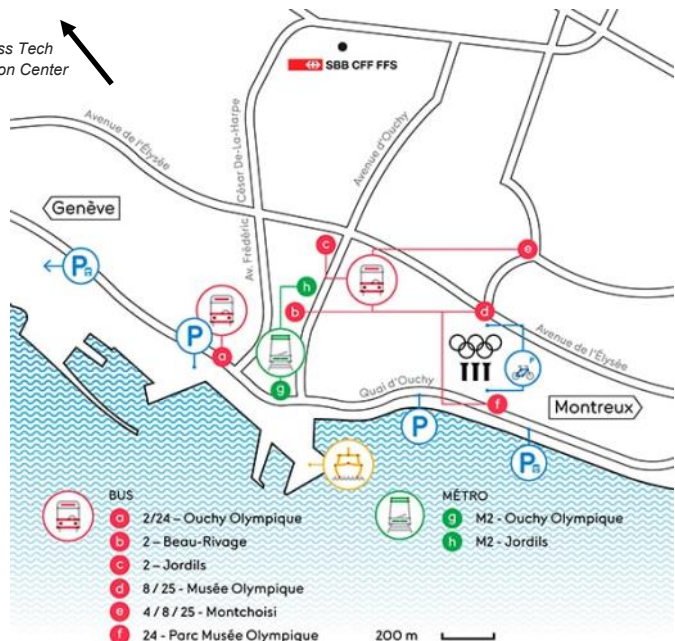 ss Tech
on Center
SBB CFF FFS
Avenue de l'Élysée
Av. Frédéric César De-La-Harpe
Avenue d'Ouchy
Genève
P
P
c
e
h
b
d
a
g
f
P
Avenue de l'Élysée
Quai d'Ouchy
Montreux
P
P
BUS
a 2/24 – Ouchy Olympique
b 2 – Beau-Rivage
c 2 – Jordils
d 8 / 25 - Musée Olympique
e 4 / 8 / 25 - Montchoisi
f 24 - Parc Musée Olympique
MÉTRO
g M2 - Ouchy Olympique
h M2 - Jordils
200 m